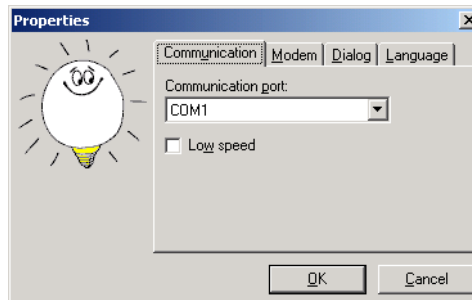 Properties
Communication Modem Dialog Language
Communication port:
COM1
Low speed
OK Cancel